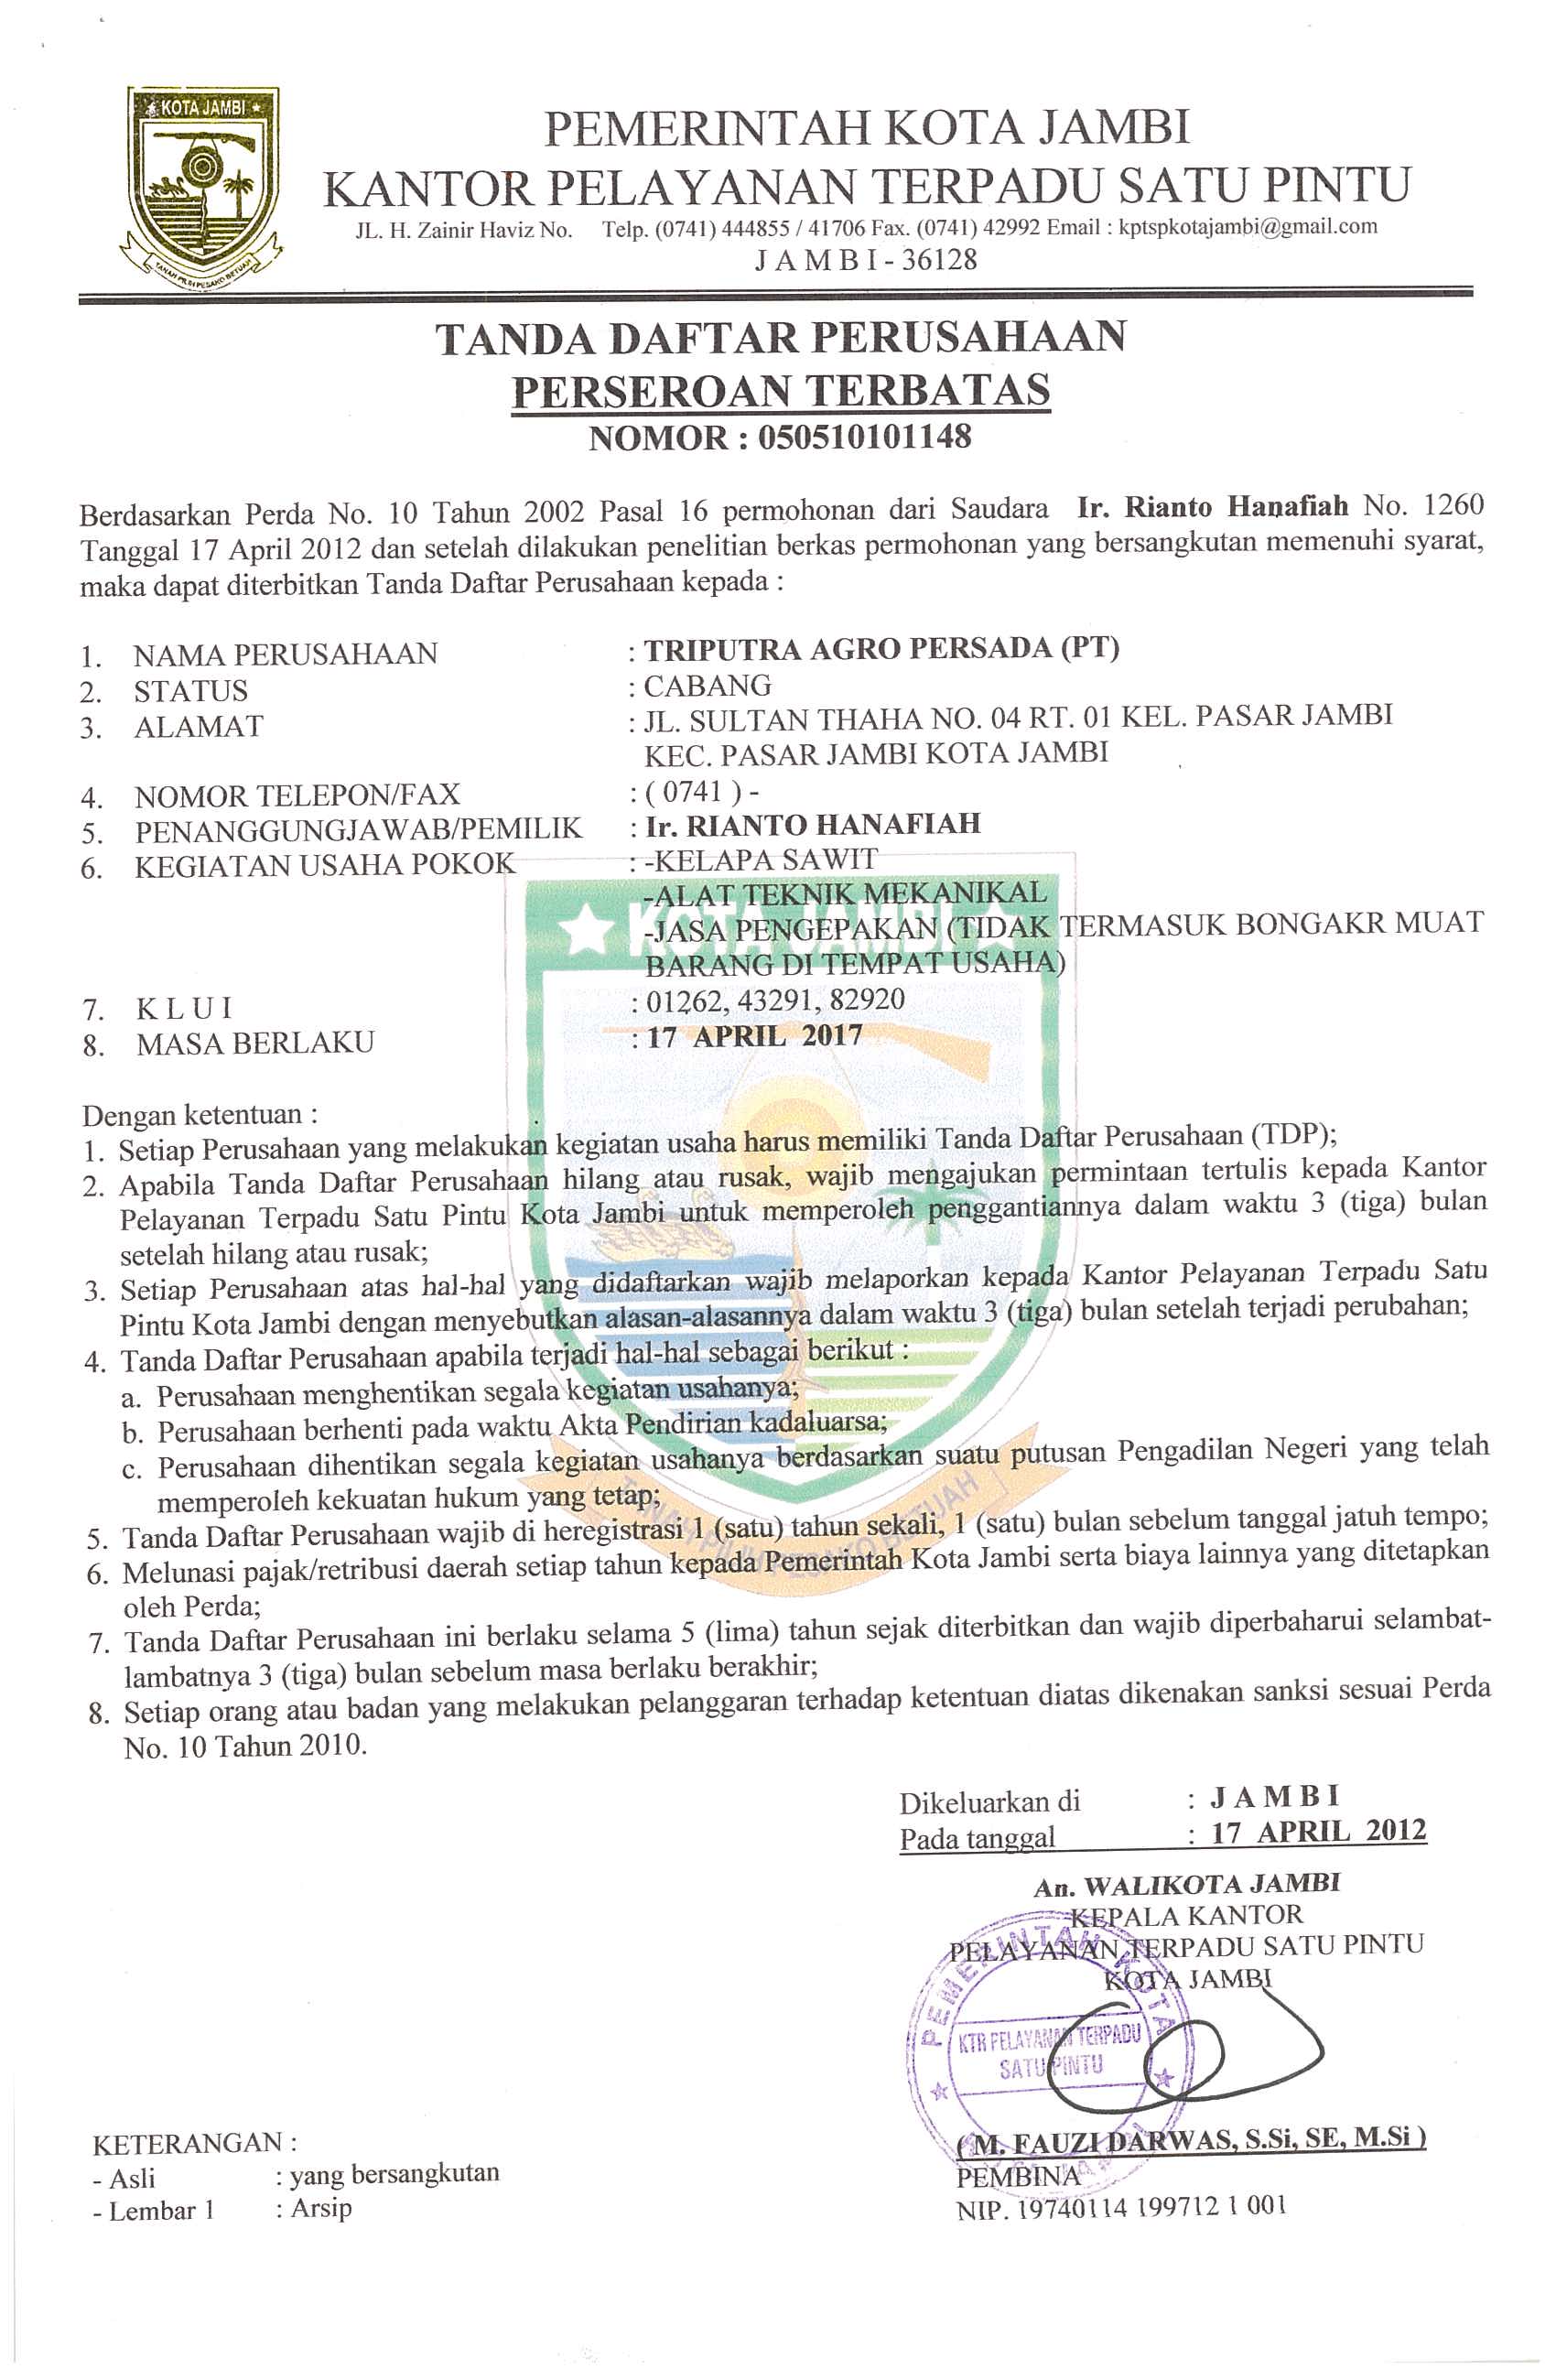 KOTA JAMBI
TANAH PILIH PESAKO BETUAH
PEMERINTAH KOTA JAMBI
KANTOR PELAYANAN TERPADU SATU PINTU
JL. H. Zainir Haviz No. Telp. (0741) 444855 / 41706 Fax. (0741) 42992 Email : kptspkotajambi@gmail.com
J A M B I - 36128
TANDA DAFTAR PERUSAHAAN
PERSEROAN TERBATAS
NOMOR : 050510101148
Berdasarkan Perda No. 10 Tahun 2002 Pasal 16 permohonan dari Saudara Ir. Rianto Hanafiah No. 1260
Tanggal 17 April 2012 dan setelah dilakukan penelitian berkas permohonan yang bersangkutan memenuhi syarat,
maka dapat diterbitkan Tanda Daftar Perusahaan kepada :
1. NAMA PERUSAHAAN : TRIPUTRA AGRO PERSADA (PT)
2. STATUS : CABANG
3. ALAMAT : JL. SULTAN THAHA NO. 04 RT. 01 KEL. PASAR JAMBI
KEC. PASAR JAMBI KOTA JAMBI
4. NOMOR TELEPON/FAX : ( 0741 ) -
5. PENANGGUNGJAWAB/PEMILIK : Ir. RIANTO HANAFIAH
6. KEGIATAN USAHA POKOK : -KELAPA SAWIT
-ALAT TEKNIK MEKANIKAL
-JASA PENGEPAKAN (TIDAK TERMASUK BONGAKR MUAT
BARANG DI TEMPAT USAHA)
7. K L U I : 01262, 43291, 82920
8. MASA BERLAKU : 17 APRIL 2017
KOTA JAMBI
Dengan ketentuan :
1. Setiap Perusahaan yang melakukan kegiatan usaha harus memiliki Tanda Daftar Perusahaan (TDP);
2. Apabila Tanda Daftar Perusahaan hilang atau rusak, wajib mengajukan permintaan tertulis kepada Kantor
Pelayanan Terpadu Satu Pintu Kota Jambi untuk memperoleh penggantiannya dalam waktu 3 (tiga) bulan
setelah hilang atau rusak;
3. Setiap Perusahaan atas hal-hal yang didaftarkan wajib melaporkan kepada Kantor Pelayanan Terpadu Satu
Pintu Kota Jambi dengan menyebutkan alasan-alasannya dalam waktu 3 (tiga) bulan setelah terjadi perubahan;
4. Tanda Daftar Perusahaan apabila terjadi hal-hal sebagai berikut :
a. Perusahaan menghentikan segala kegiatan usahanya;
b. Perusahaan berhenti pada waktu Akta Pendirian kadaluarsa;
c. Perusahaan dihentikan segala kegiatan usahanya berdasarkan suatu putusan Pengadilan Negeri yang telah
memperoleh kekuatan hukum yang tetap;
5. Tanda Daftar Perusahaan wajib di heregistrasi 1 (satu) tahun sekali, 1 (satu) bulan sebelum tanggal jatuh tempo;
6. Melunasi pajak/retribusi daerah setiap tahun kepada Pemerintah Kota Jambi serta biaya lainnya yang ditetapkan
oleh Perda;
7. Tanda Daftar Perusahaan ini berlaku selama 5 (lima) tahun sejak diterbitkan dan wajib diperbaharui selambat-
lambatnya 3 (tiga) bulan sebelum masa berlaku berakhir;
8. Setiap orang atau badan yang melakukan pelanggaran terhadap ketentuan diatas dikenakan sanksi sesuai Perda
No. 10 Tahun 2010.
TANAH PILIH PESAKO BETUAH
Dikeluarkan di : J A M B I
Pada tanggal : 17 APRIL 2012
An. WALIKOTA JAMBI
KEPALA KANTOR
PELAYANAN TERPADU SATU PINTU
KOTA JAMBI
PEMERINTAH KOTA
KTR PELAYANAN TERPADU
SATU PINTU
( M. FAUZI DARWAS, S.Si, SE, M.Si )
PEMBINA
NIP. 19740114 199712 1 001
KETERANGAN :
- Asli : yang bersangkutan
- Lembar 1 : Arsip